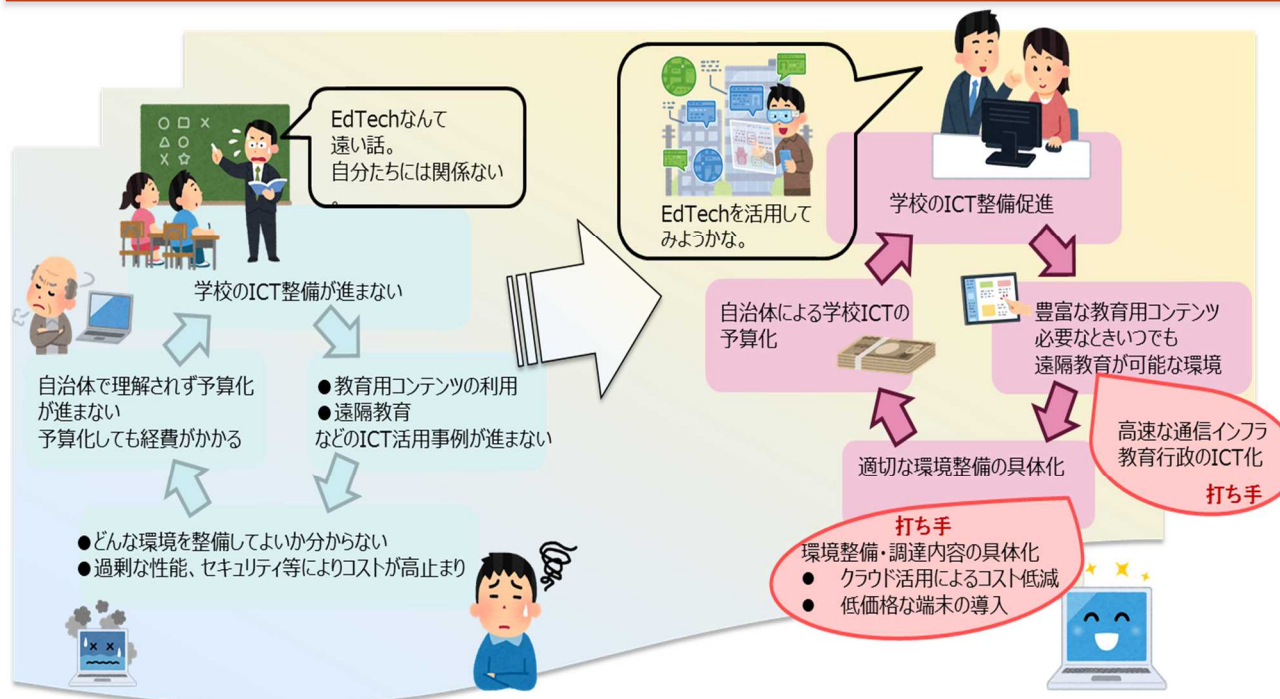 EdTechなんて
遠い話。
自分たちには関係ない
。
学校のICT整備が進まない
●教育用コンテンツの利用
●遠隔教育
などのICT活用事例が進まない
●どんな環境を整備してよいか分からない
●過剰な性能、セキュリティ等によりコストが高止まり
自治体で理解されず予算化
が進まない
予算化しても経費がかかる
EdTechを活用して
みようかな。
学校のICT整備促進
豊富な教育用コンテンツ
必要なときいつでも
遠隔教育が可能な環境
高速な通信インフラ
教育行政のICT化
打ち手
適切な環境整備の具体化
打ち手
環境整備・調達内容の具体化
● クラウド活用によるコスト低減
● 低価格な端末の導入
自治体による学校ICTの
予算化